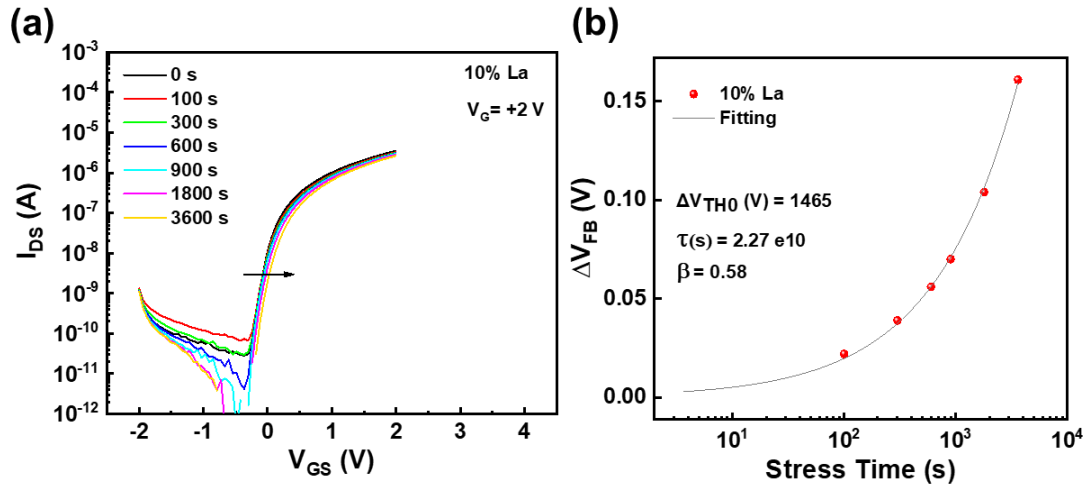 (a)
10⁻³
10⁻⁴
10⁻⁵
10⁻⁶
10⁻⁷
10⁻⁸
10⁻⁹
10⁻¹⁰
10⁻¹¹
10⁻¹²
I_DS (A)
0 s
100 s
300 s
600 s
900 s
1800 s
3600 s
10% La
V_G= +2 V
-2 -1 0 1 2 3 4
V_GS (V)
(b)
0.15
0.10
0.05
0.00
ΔV_FB (V)
10% La
Fitting
ΔV_TH0 (V) = 1465
τ(s) = 2.27 e10
β = 0.58
10¹ 10² 10³ 10⁴
Stress Time (s)